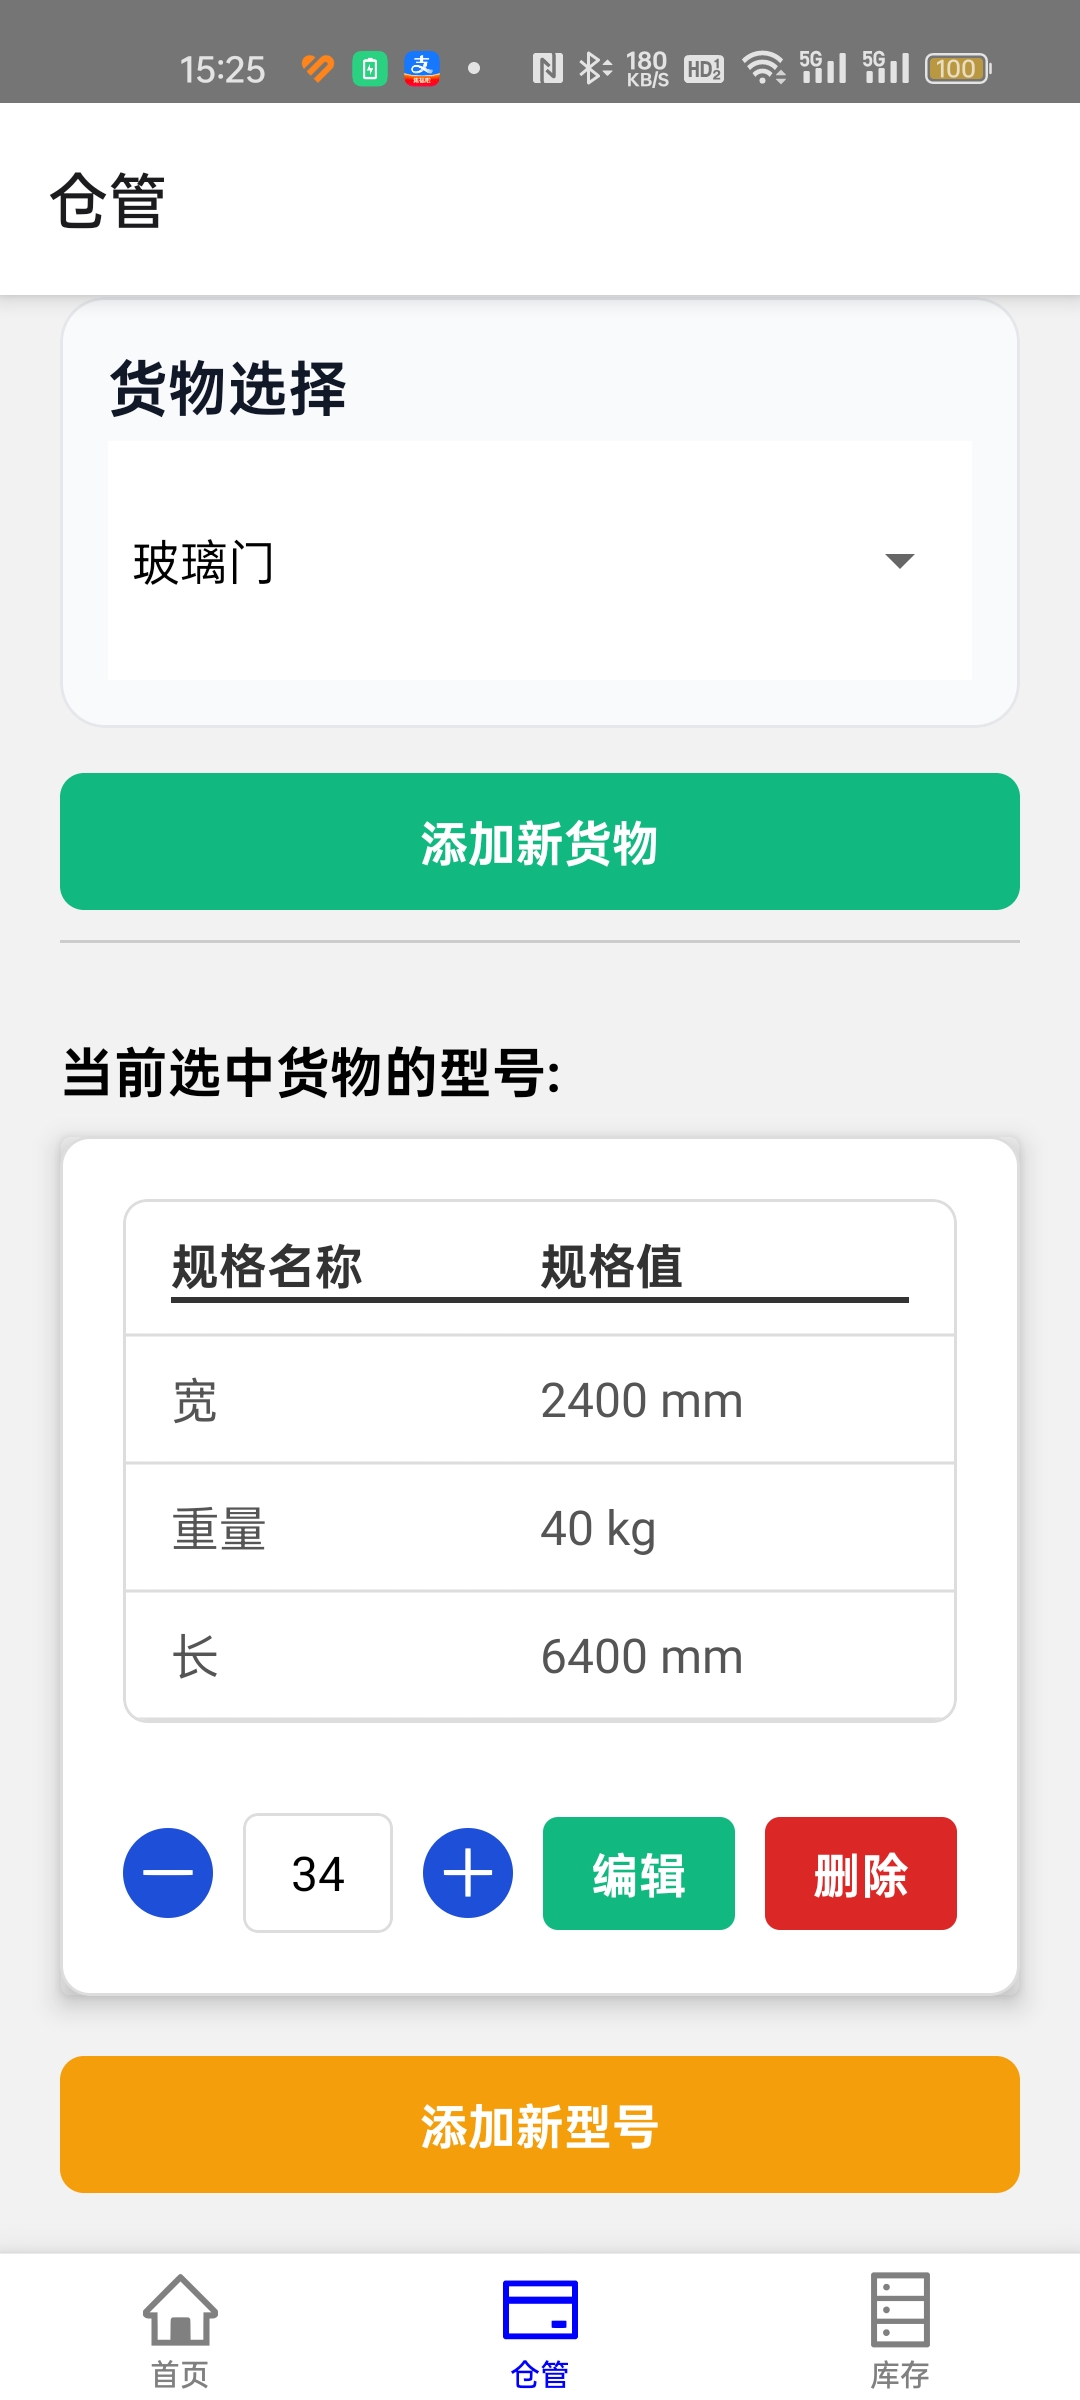 15:25 180 KB/S HD 1 2 5G 5G 100
仓管
货物选择
玻璃门
添加新货物
当前选中货物的型号:
规格名称 规格值
宽 2400 mm
重量 40 kg
长 6400 mm
34 编辑 删除
添加新型号
首页 仓管 库存